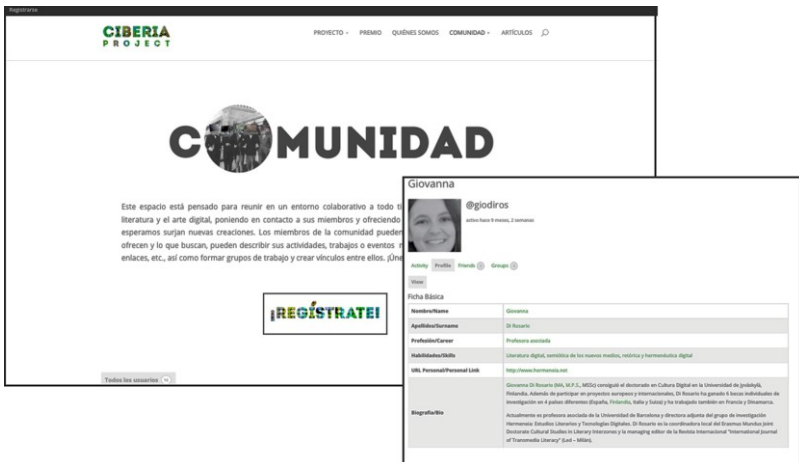 Registrarse
CIBERIA
PROJECT
PROYECTO PREMIO QUIÉNES SOMOS COMUNIDAD ARTÍCULOS
COMUNIDAD
Este espacio está pensado para reunir en un entorno colaborativo a todo ti
literatura y el arte digital, poniendo en contacto a sus miembros y ofreciendo
esperamos surjan nuevas creaciones. Los miembros de la comunidad pueden
ofrecen y lo que buscan, pueden describir sus actividades, trabajos o eventos
enlaces, etc., así como formar grupos de trabajo y crear vínculos entre ellos. ¡Úne
¡REGÍSTRATE!
Todos los usuarios
Giovanna
@giodiros
activo hace 9 meses, 2 semanas
Activity Profile Friends Groups
View
Ficha Básica
Nombre/Name Giovanna
Apellidos/Surname Di Rosario
Profesión/Career Profesora asociada
Habilidades/Skills Literatura digital, semiótica de los nuevos medios, retórica y hermenéutica digital
URL Personal/Personal Link http://www.hermeneia.net
Biografía/Bio
Giovanna Di Rosario (MA, M.P.S., MDSc) consiguió el doctorado en Cultura Digital en la Universidad de Jyväskylä,
Finlandia. Además de participar en proyectos europeos y internacionales, Di Rosario ha ganado 6 becas individuales de
investigación en 4 países diferentes (España, Finlandia, Italia y Suiza) y ha trabajado también en Francia y Dinamarca.
Actualmente es profesora asociada de la Universidad de Barcelona y directora adjunta del grupo de investigación
Hermeneia: Estudios Literarios y Tecnologías Digitales. Di Rosario es la coordinadora local del Erasmus Mundus Joint
Doctorate Cultural Studies in Literary Interzones y la managing editor de la Revista Internacional "International Journal
of Transmedia Literacy" (Led – Milán).